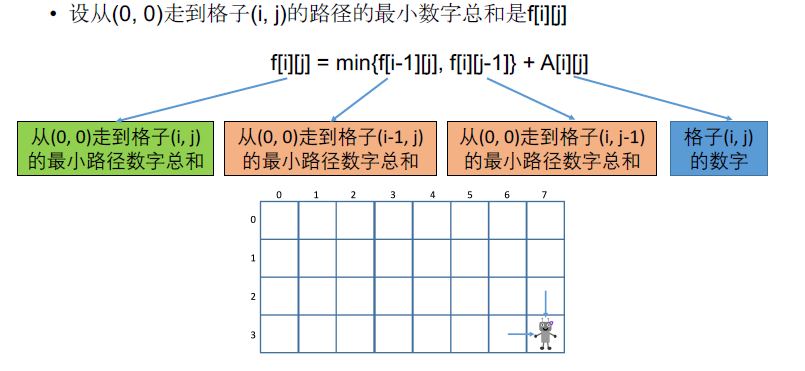 • 设从(0, 0)走到格子(i, j)的路径的最小数字总和是f[i][j]
f[i][j] = min{f[i-1][j], f[i][j-1]} + A[i][j]
从(0, 0)走到格子(i, j)
的最小路径数字总和
从(0, 0)走到格子(i-1, j)
的最小路径数字总和
从(0, 0)走到格子(i, j-1)
的最小路径数字总和
格子(i, j)
的数字
0 1 2 3 4 5 6 7
0
1
2
3